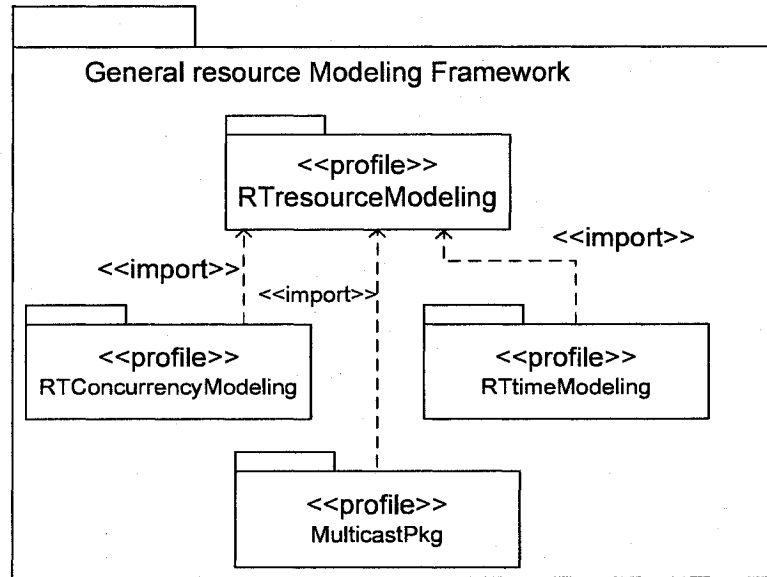 General resource Modeling Framework
<<profile>>
RTresourceModeling
<<import>>
<<import>>
<<import>>
<<profile>>
RTConcurrencyModeling
<<profile>>
RTtimeModeling
<<profile>>
MulticastPkg